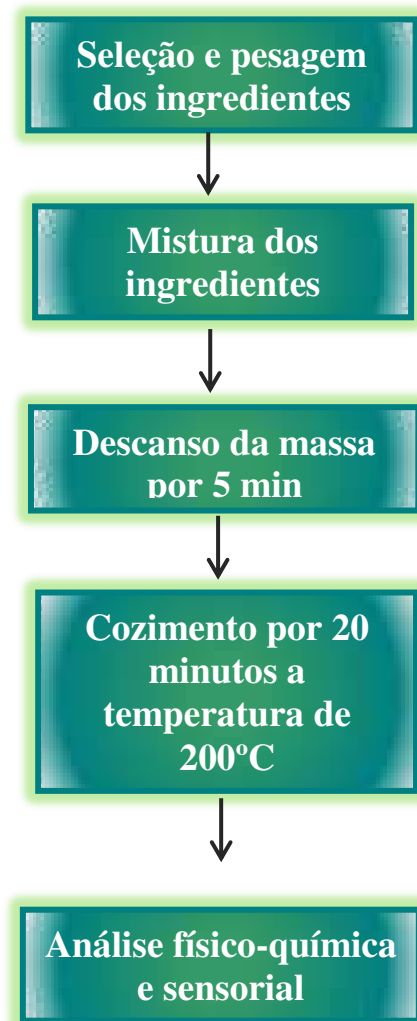 Seleção e pesagem
dos ingredientes
Mistura dos
ingredientes
Descanso da massa
por 5 min
Cozimento por 20
minutos a
temperatura de
200ºC
Análise físico-química
e sensorial